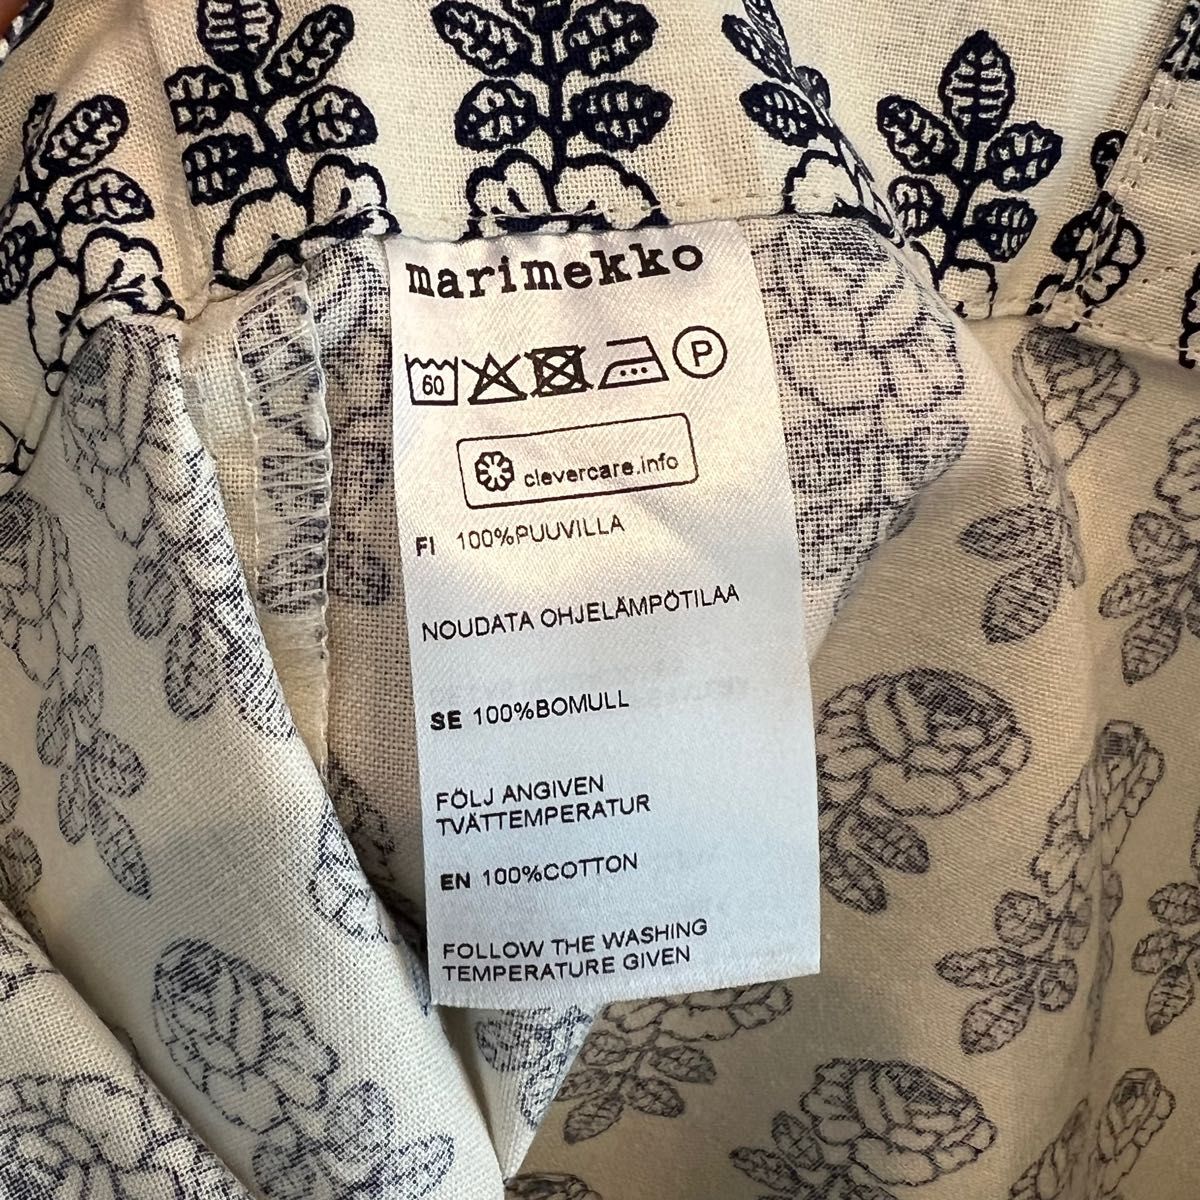 marimekko
60 P
clevercare.info
FI 100%PUUVILLA
NOUDATA OHJELÄMPÖTILAA
SE 100%BOMULL
FÖLJ ANGIVEN
TVÄTTEMPERATUR
EN 100%COTTON
FOLLOW THE WASHING
TEMPERATURE GIVEN